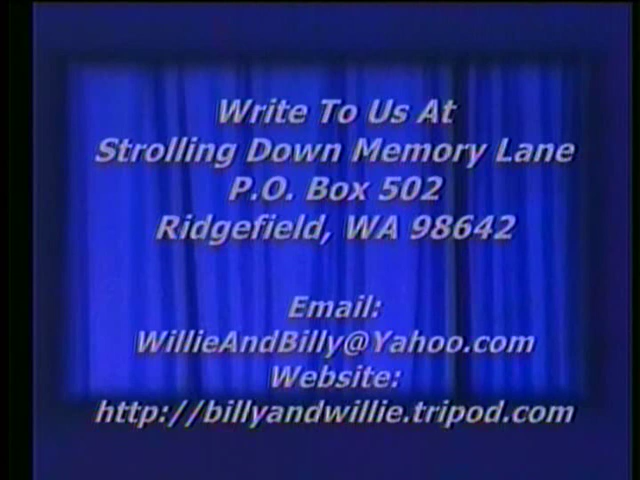 Write To Us At
Strolling Down Memory Lane
P.O. Box 502
Ridgefield, WA 98642
Email:
WillieAndBilly@Yahoo.com
Website:
http://billyandwillie.tripod.com